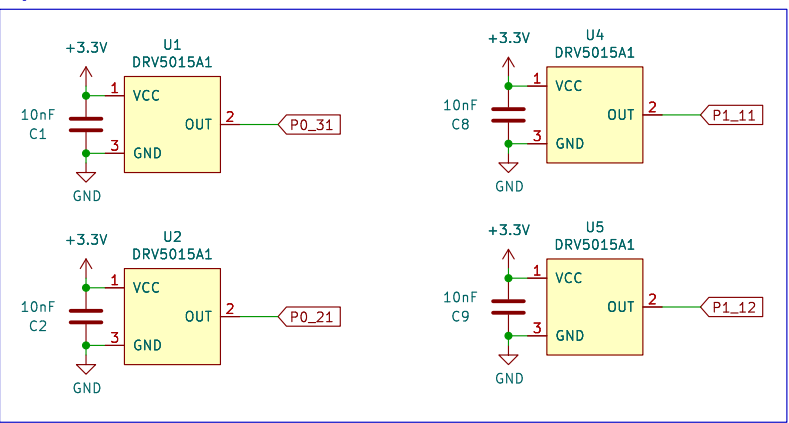 +3.3V
U1
DRV5015A1
1
VCC
10nF
C1
OUT
2
P0_31
3
GND
GND
+3.3V
U4
DRV5015A1
1
VCC
10nF
C8
OUT
2
P1_11
3
GND
GND
+3.3V
U2
DRV5015A1
1
VCC
10nF
C2
OUT
2
P0_21
3
GND
GND
+3.3V
U5
DRV5015A1
1
VCC
10nF
C9
OUT
2
P1_12
3
GND
GND